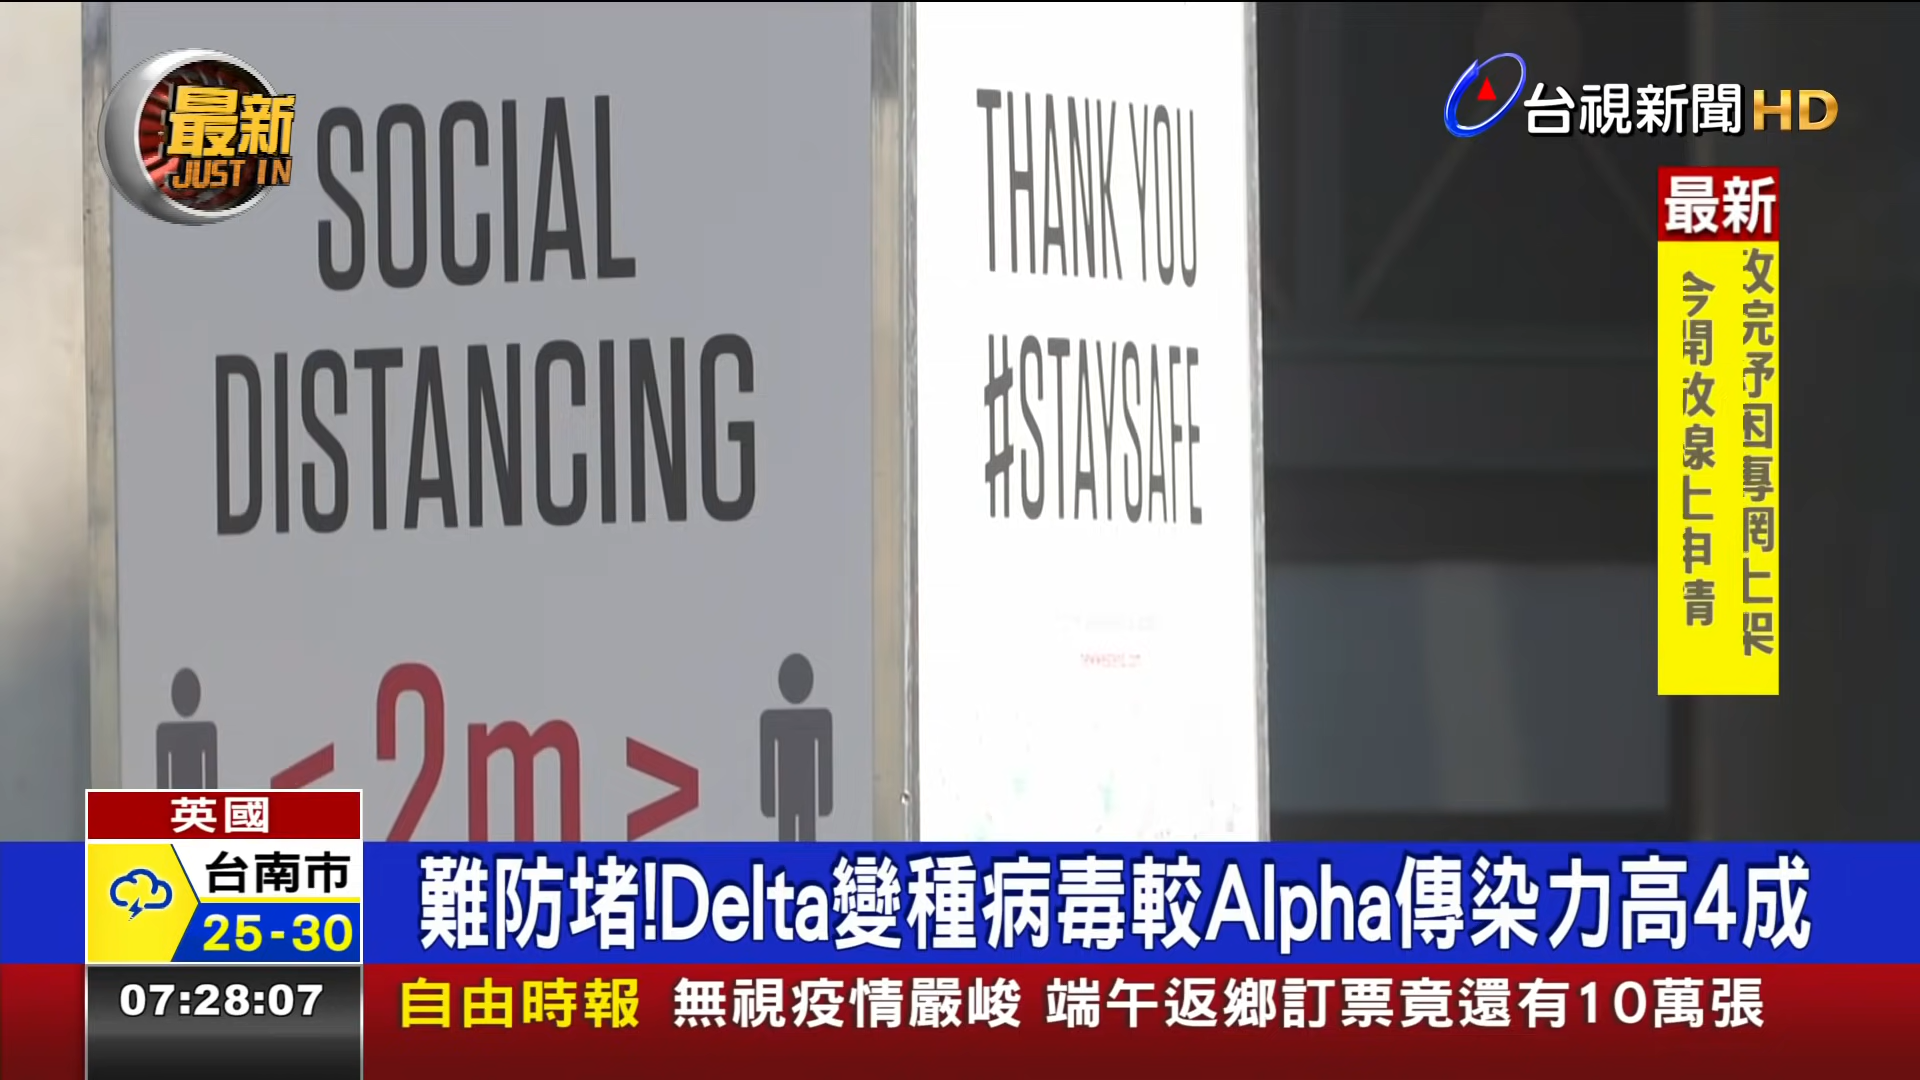 最新
JUST IN
SOCIAL
DISTANCING
< 2m >
THANK YOU
#STAYSAFE
台視新聞HD
最新
英國
台南市
25-30
07:28:07
難防堵!Delta變種病毒較Alpha傳染力高4成
自由時報 無視疫情嚴峻 端午返鄉訂票竟還有10萬張